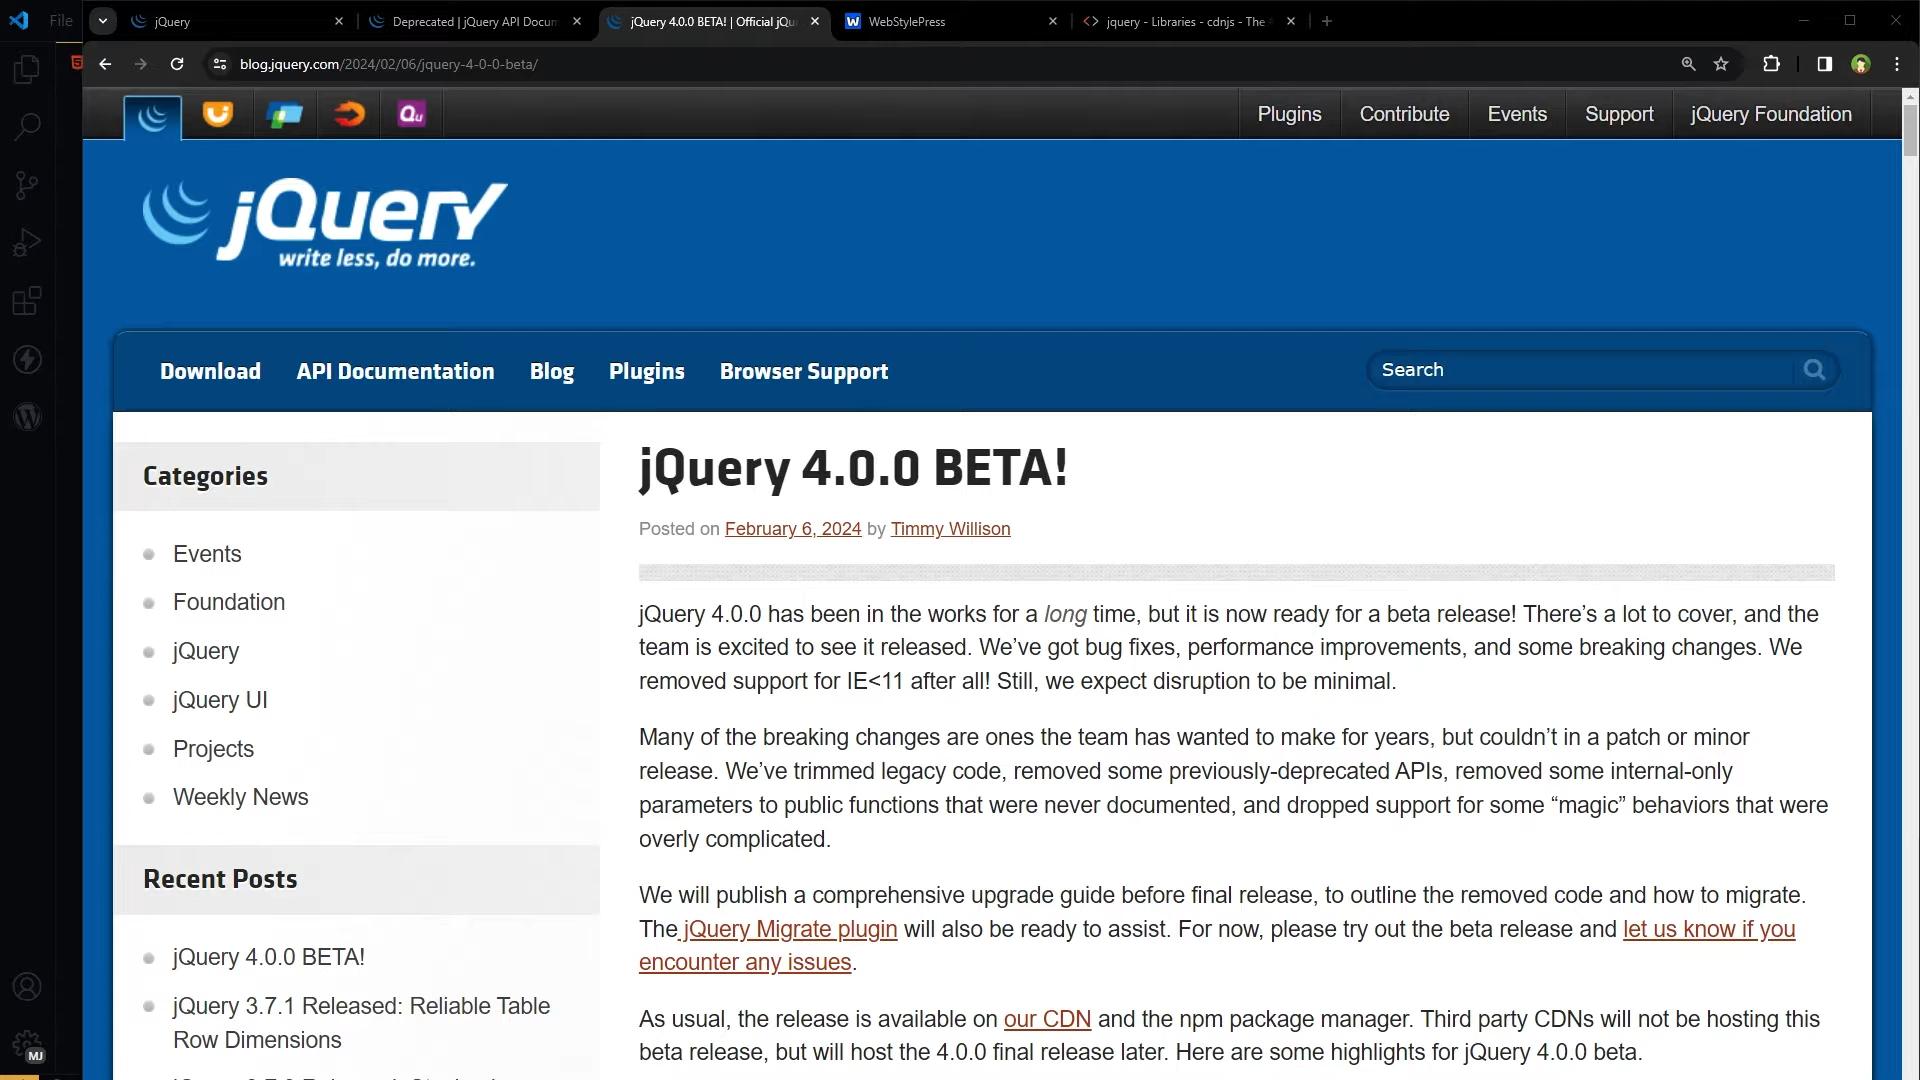 File
jQuery
Deprecated | jQuery API Docum
jQuery 4.0.0 BETA! | Official jQu
WebStylePress
jquery - Libraries - cdnjs - The
blog.jquery.com/2024/02/06/jquery-4-0-0-beta/
Qu
Plugins
Contribute
Events
Support
jQuery Foundation
jQuery
write less, do more.
Download
API Documentation
Blog
Plugins
Browser Support
Search
Categories
Events
Foundation
jQuery
jQuery UI
Projects
Weekly News
Recent Posts
jQuery 4.0.0 BETA!
jQuery 3.7.1 Released: Reliable Table
Row Dimensions
jQuery 4.0.0 BETA!
Posted on February 6, 2024 by Timmy Willison
jQuery 4.0.0 has been in the works for a long time, but it is now ready for a beta release! There’s a lot to cover, and the
team is excited to see it released. We’ve got bug fixes, performance improvements, and some breaking changes. We
removed support for IE<11 after all! Still, we expect disruption to be minimal.
Many of the breaking changes are ones the team has wanted to make for years, but couldn’t in a patch or minor
release. We’ve trimmed legacy code, removed some previously-deprecated APIs, removed some internal-only
parameters to public functions that were never documented, and dropped support for some “magic” behaviors that were
overly complicated.
We will publish a comprehensive upgrade guide before final release, to outline the removed code and how to migrate.
The jQuery Migrate plugin will also be ready to assist. For now, please try out the beta release and let us know if you
encounter any issues.
As usual, the release is available on our CDN and the npm package manager. Third party CDNs will not be hosting this
beta release, but will host the 4.0.0 final release later. Here are some highlights for jQuery 4.0.0 beta.
MJ